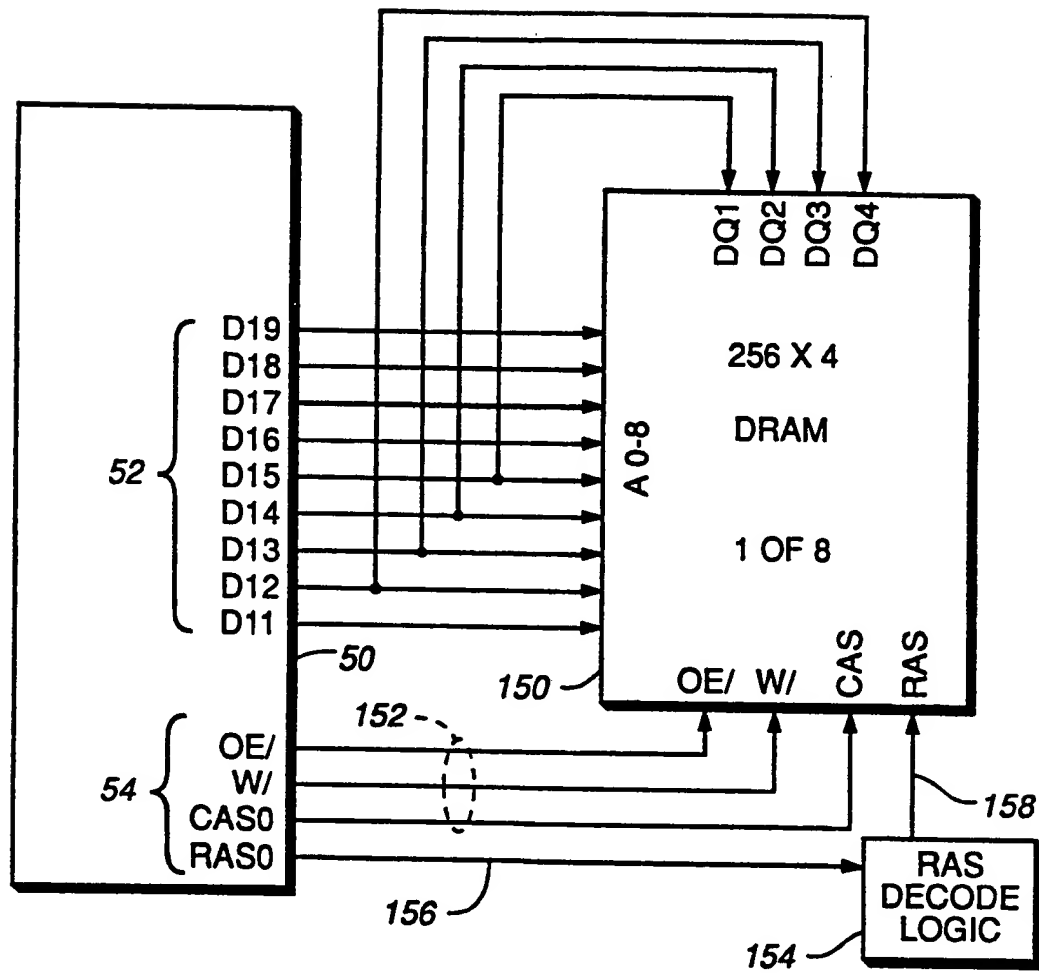 DQ1
DQ2
DQ3
DQ4
D19
D18
D17
D16
D15
D14
D13
D12
D11
52
A 0-8
256 X 4
DRAM
1 OF 8
50
150
OE/
W/
CAS
RAS
152
OE/
W/
CAS0
RAS0
54
158
156
RAS
DECODE
LOGIC
154